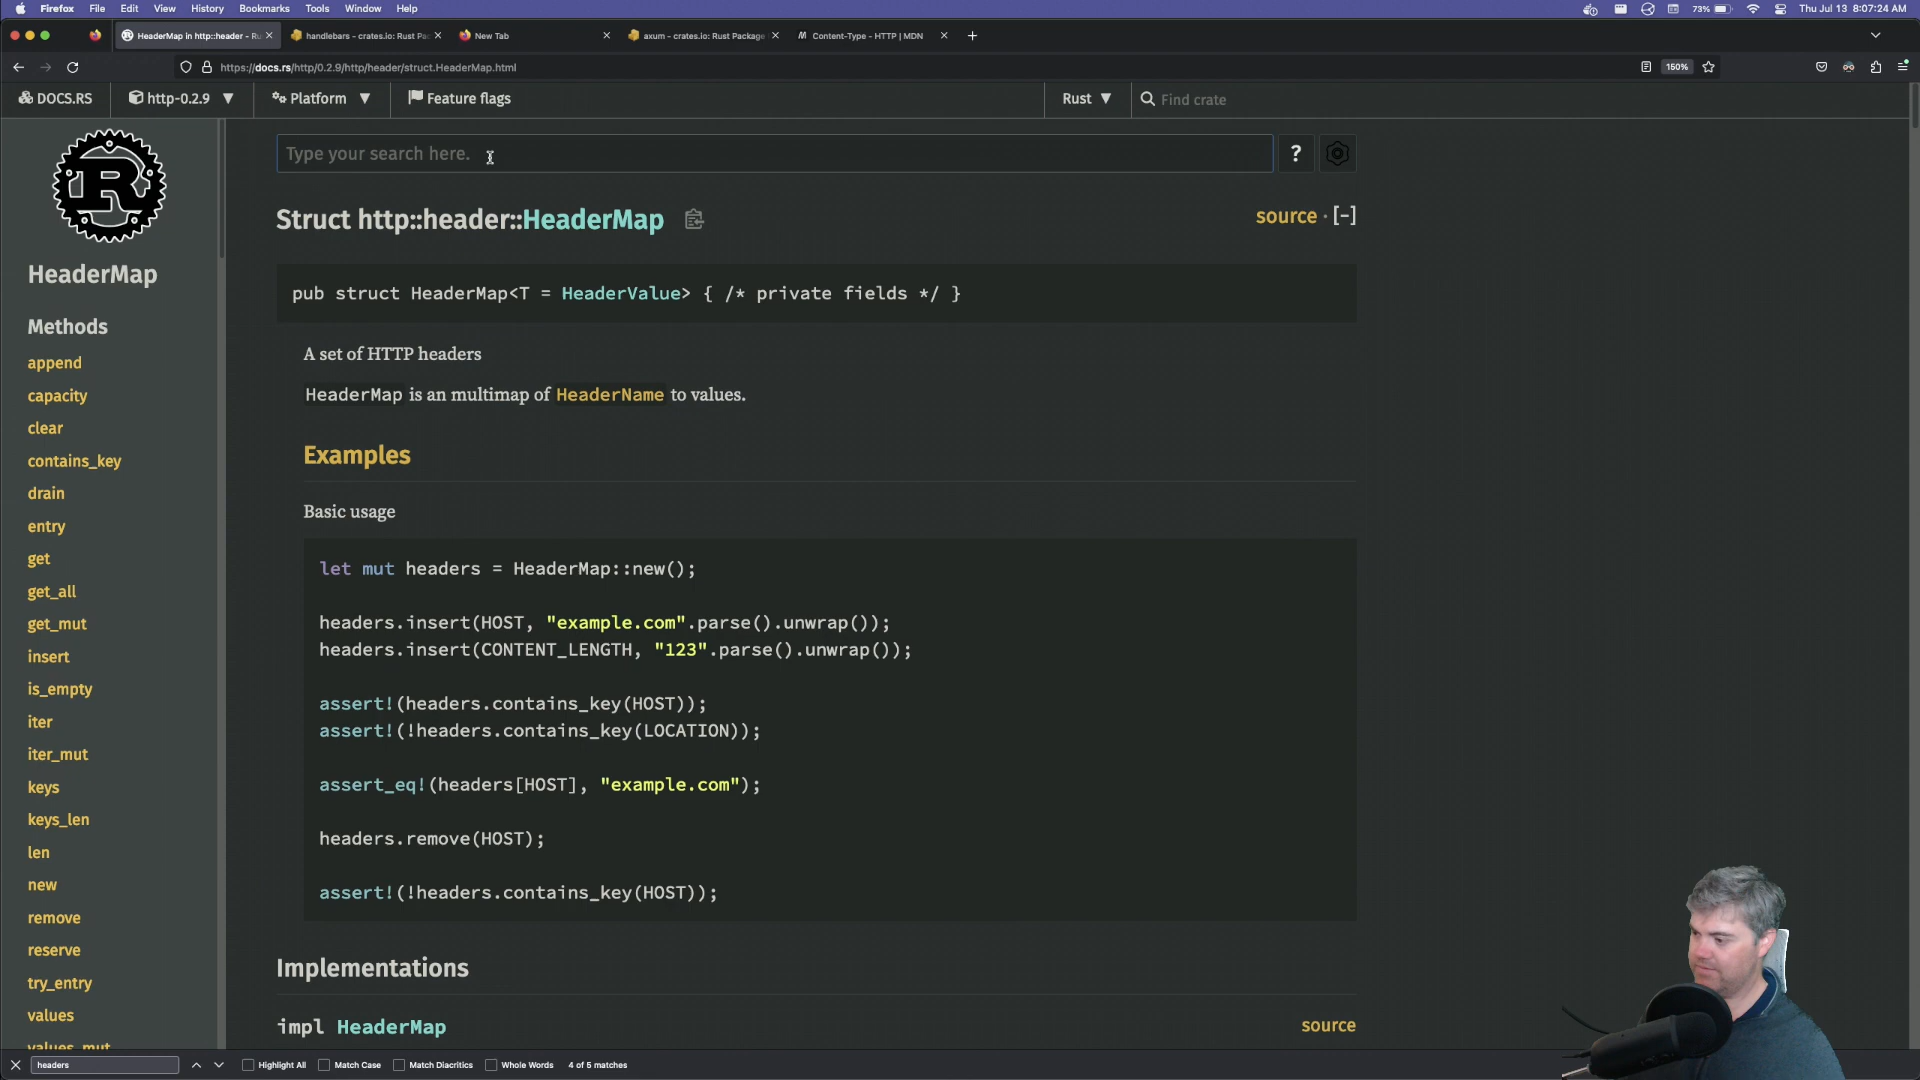 Firefox File Edit View History Bookmarks Tools Window Help 73% Thu Jul 13 8:07:24 AM
HeaderMap in http::header - Ru handlebars - crates.io: Rust Pac New Tab axum - crates.io: Rust Package Content-Type - HTTP | MDN
https://docs.rs/http/0.2.9/http/header/struct.HeaderMap.html 150%
DOCS.RS http-0.2.9 Platform Feature flags Rust Find crate
Type your search here. ?
HeaderMap
Methods
append
capacity
clear
contains_key
drain
entry
get
get_all
get_mut
insert
is_empty
iter
iter_mut
keys
keys_len
len
new
remove
reserve
try_entry
values
values_mut
Struct http::header::HeaderMap source · [-]
pub struct HeaderMap<T = HeaderValue> { /* private fields */ }
A set of HTTP headers
HeaderMap is an multimap of HeaderName to values.
Examples
Basic usage
let mut headers = HeaderMap::new();
headers.insert(HOST, "example.com".parse().unwrap());
headers.insert(CONTENT_LENGTH, "123".parse().unwrap());
assert!(headers.contains_key(HOST));
assert!(!headers.contains_key(LOCATION));
assert_eq!(headers[HOST], "example.com");
headers.remove(HOST);
assert!(!headers.contains_key(HOST));
Implementations
impl HeaderMap source
headers Highlight All Match Case Match Diacritics Whole Words 4 of 5 matches